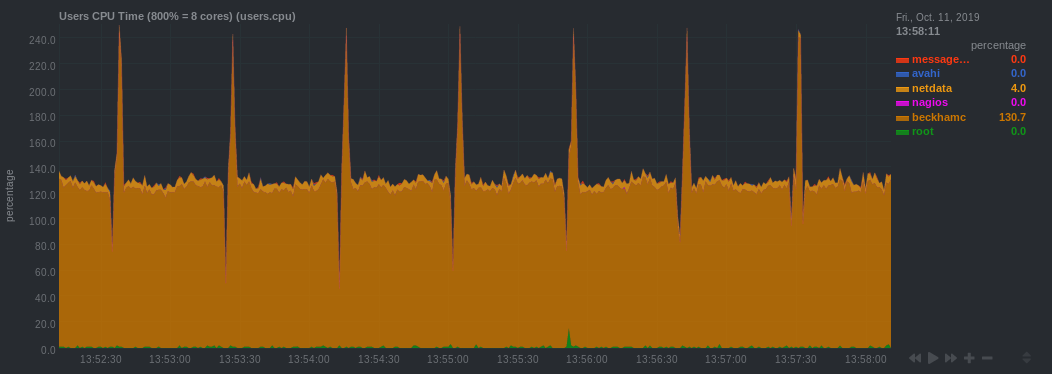 Users CPU Time (800% = 8 cores) (users.cpu)
Fri., Oct. 11, 2019
13:58:11
percentage
message... 0.0
avahi 0.0
netdata 4.0
nagios 0.0
beckhamc 130.7
root 0.0
percentage
240.0
220.0
200.0
180.0
160.0
140.0
120.0
100.0
80.0
60.0
40.0
20.0
0.0
13:52:30 13:53:00 13:53:30 13:54:00 13:54:30 13:55:00 13:55:30 13:56:00 13:56:30 13:57:00 13:57:30 13:58:00